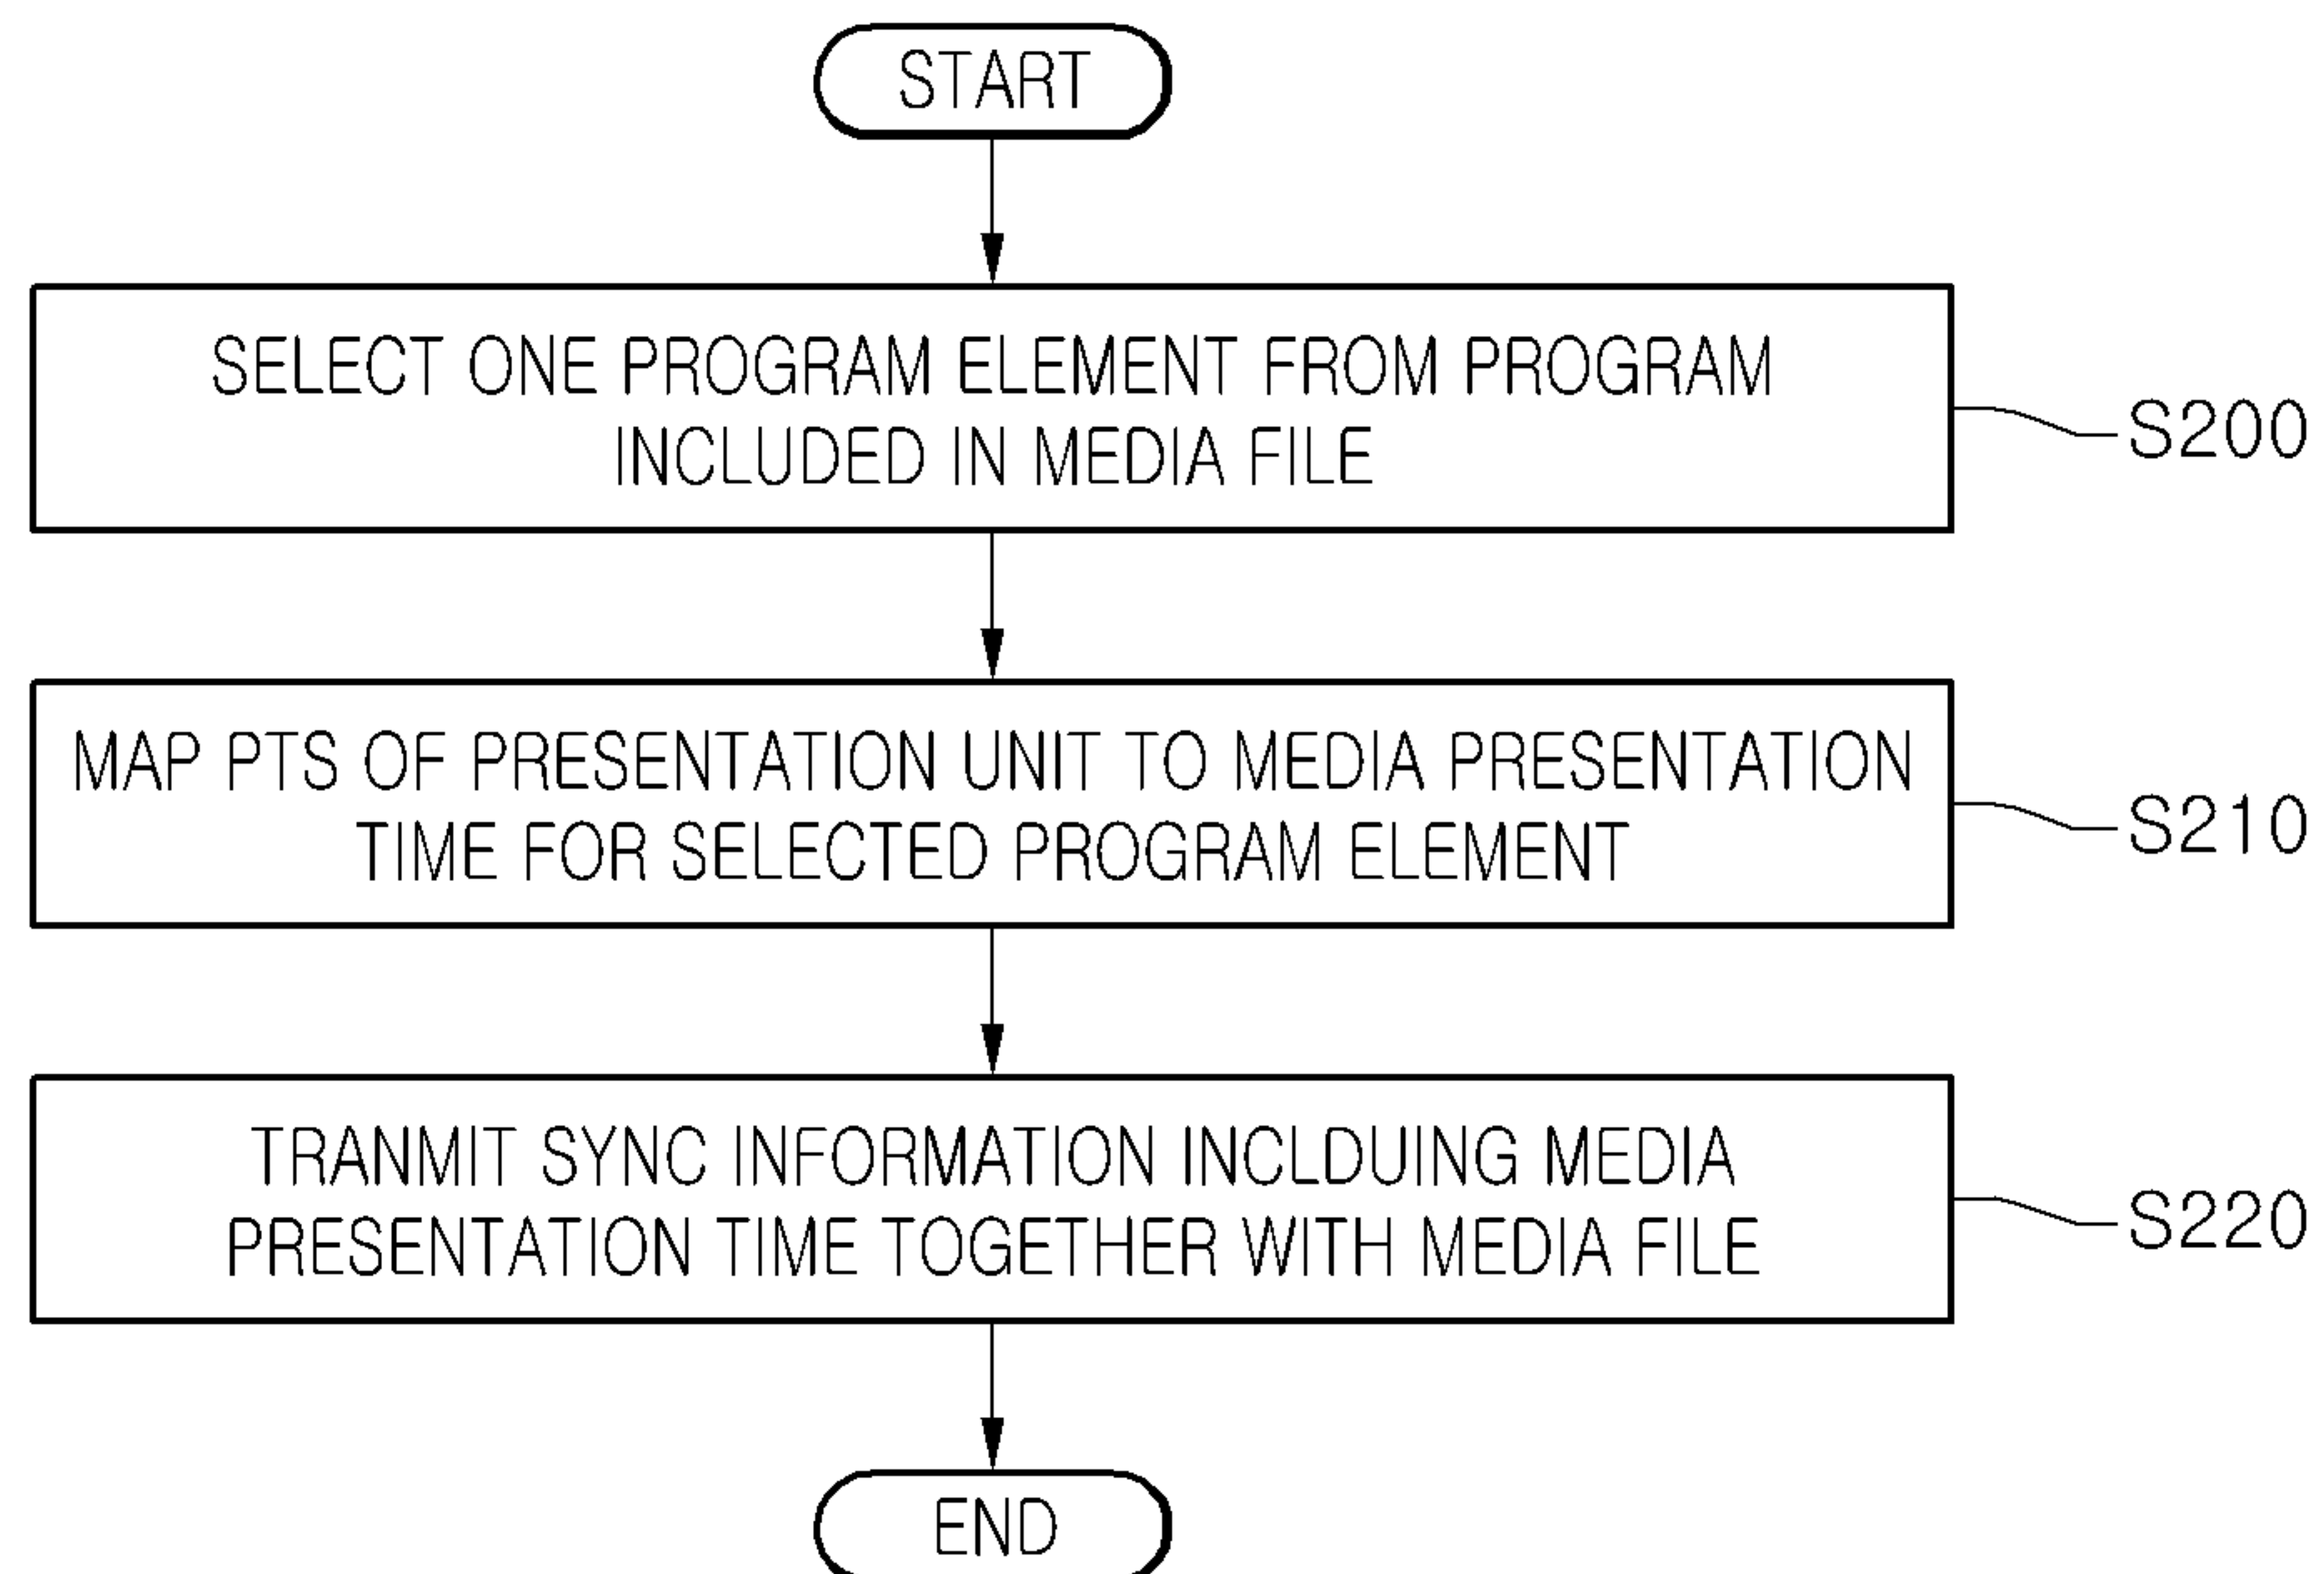 START
SELECT ONE PROGRAM ELEMENT FROM PROGRAM
INCLUDED IN MEDIA FILE
S200
MAP PTS OF PRESENTATION UNIT TO MEDIA PRESENTATION
TIME FOR SELECTED PROGRAM ELEMENT
S210
TRANMIT SYNC INFORMATION INCLDUING MEDIA
PRESENTATION TIME TOGETHER WITH MEDIA FILE
S220
END